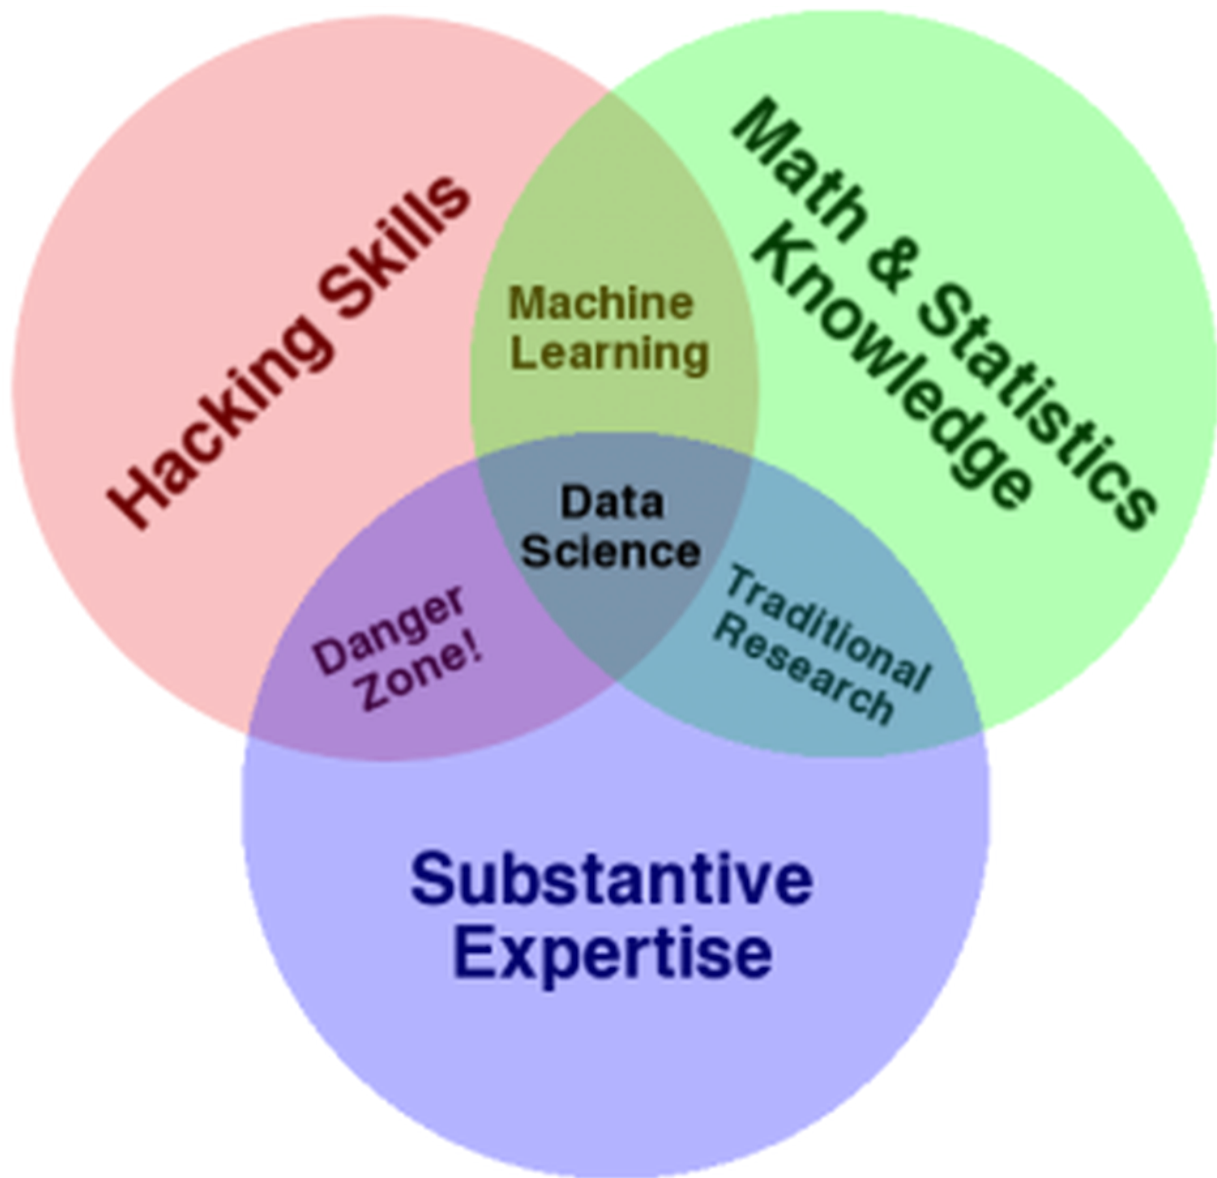 Hacking Skills
Math & Statistics
Knowledge
Machine
Learning
Data
Science
Danger
Zone!
Traditional
Research
Substantive
Expertise